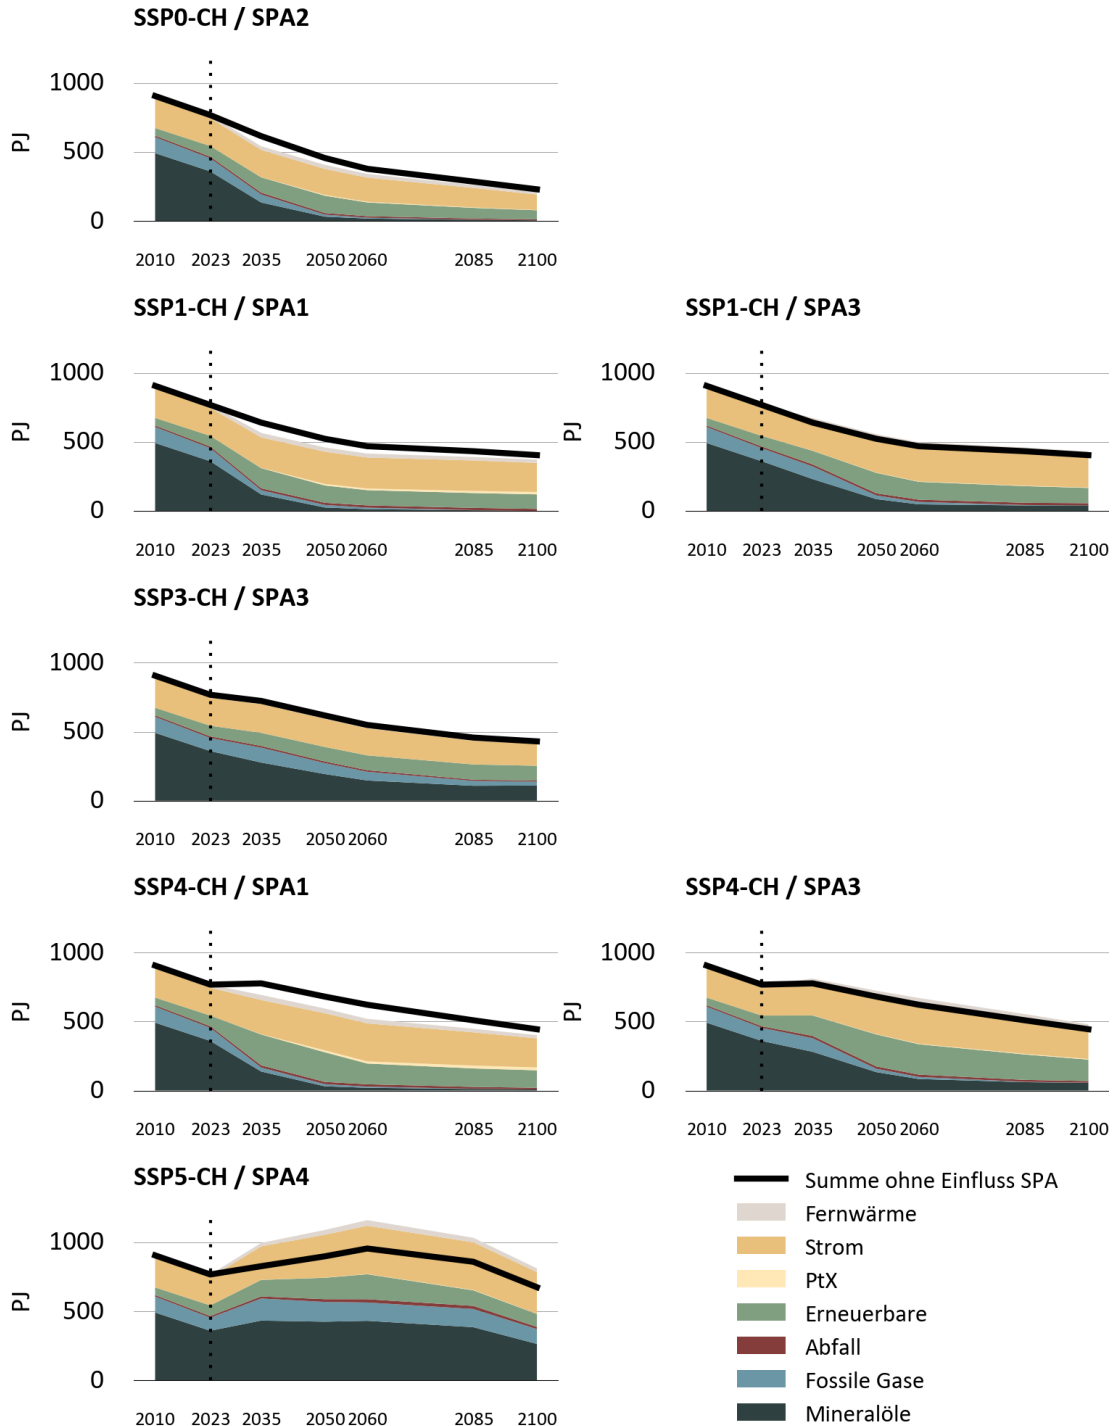 SSP0-CH / SPA2
1000
500
0
PJ
2010 2023 2035 2050 2060 2085 2100
SSP1-CH / SPA1
1000
500
0
PJ
2010 2023 2035 2050 2060 2085 2100
SSP1-CH / SPA3
1000
500
0
PJ
2010 2023 2035 2050 2060 2085 2100
SSP3-CH / SPA3
1000
500
0
PJ
2010 2023 2035 2050 2060 2085 2100
SSP4-CH / SPA1
1000
500
0
PJ
2010 2023 2035 2050 2060 2085 2100
SSP4-CH / SPA3
1000
500
0
PJ
2010 2023 2035 2050 2060 2085 2100
SSP5-CH / SPA4
1000
500
0
PJ
2010 2023 2035 2050 2060 2085 2100
Summe ohne Einfluss SPA
Fernwärme
Strom
PtX
Erneuerbare
Abfall
Fossile Gase
Mineralöle